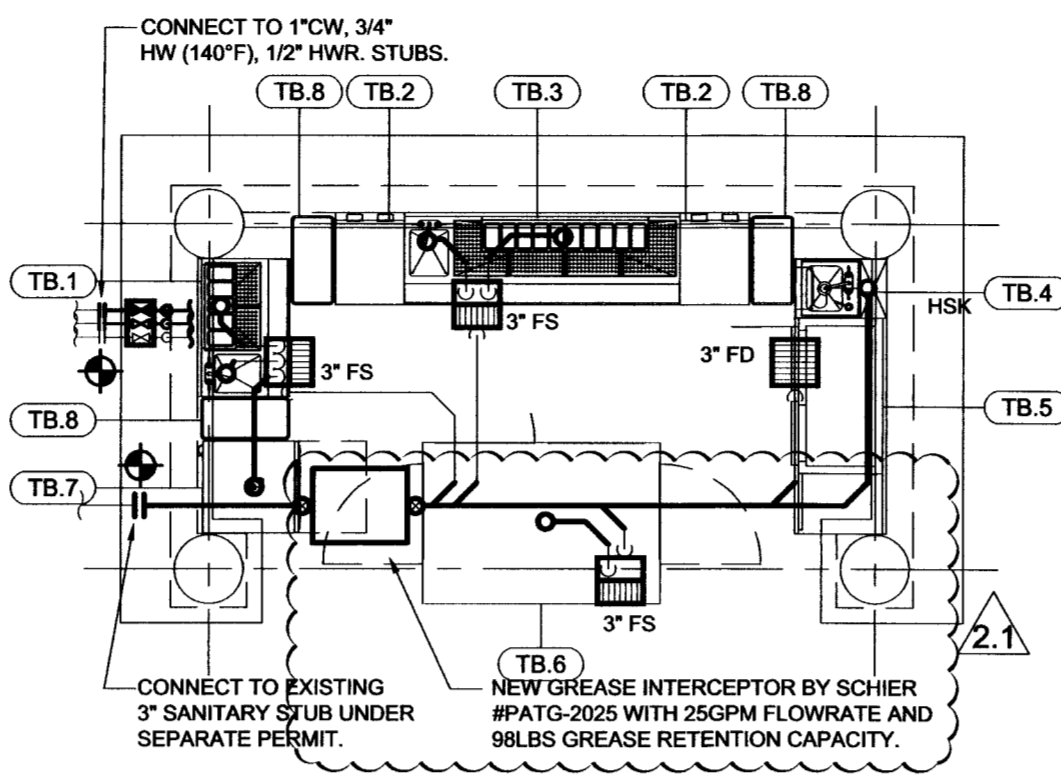 CONNECT TO 1"CW, 3/4"
HW (140°F), 1/2" HWR. STUBS.
TB.8
TB.2
TB.3
TB.2
TB.8
TB.1
TB.4
HSK
3" FS
3" FS
3" FD
TB.8
TB.5
TB.7
3" FS
2.1
TB.6
CONNECT TO EXISTING
3" SANITARY STUB UNDER
SEPARATE PERMIT.
NEW GREASE INTERCEPTOR BY SCHIER
#PATG-2025 WITH 25GPM FLOWRATE AND
98LBS GREASE RETENTION CAPACITY.